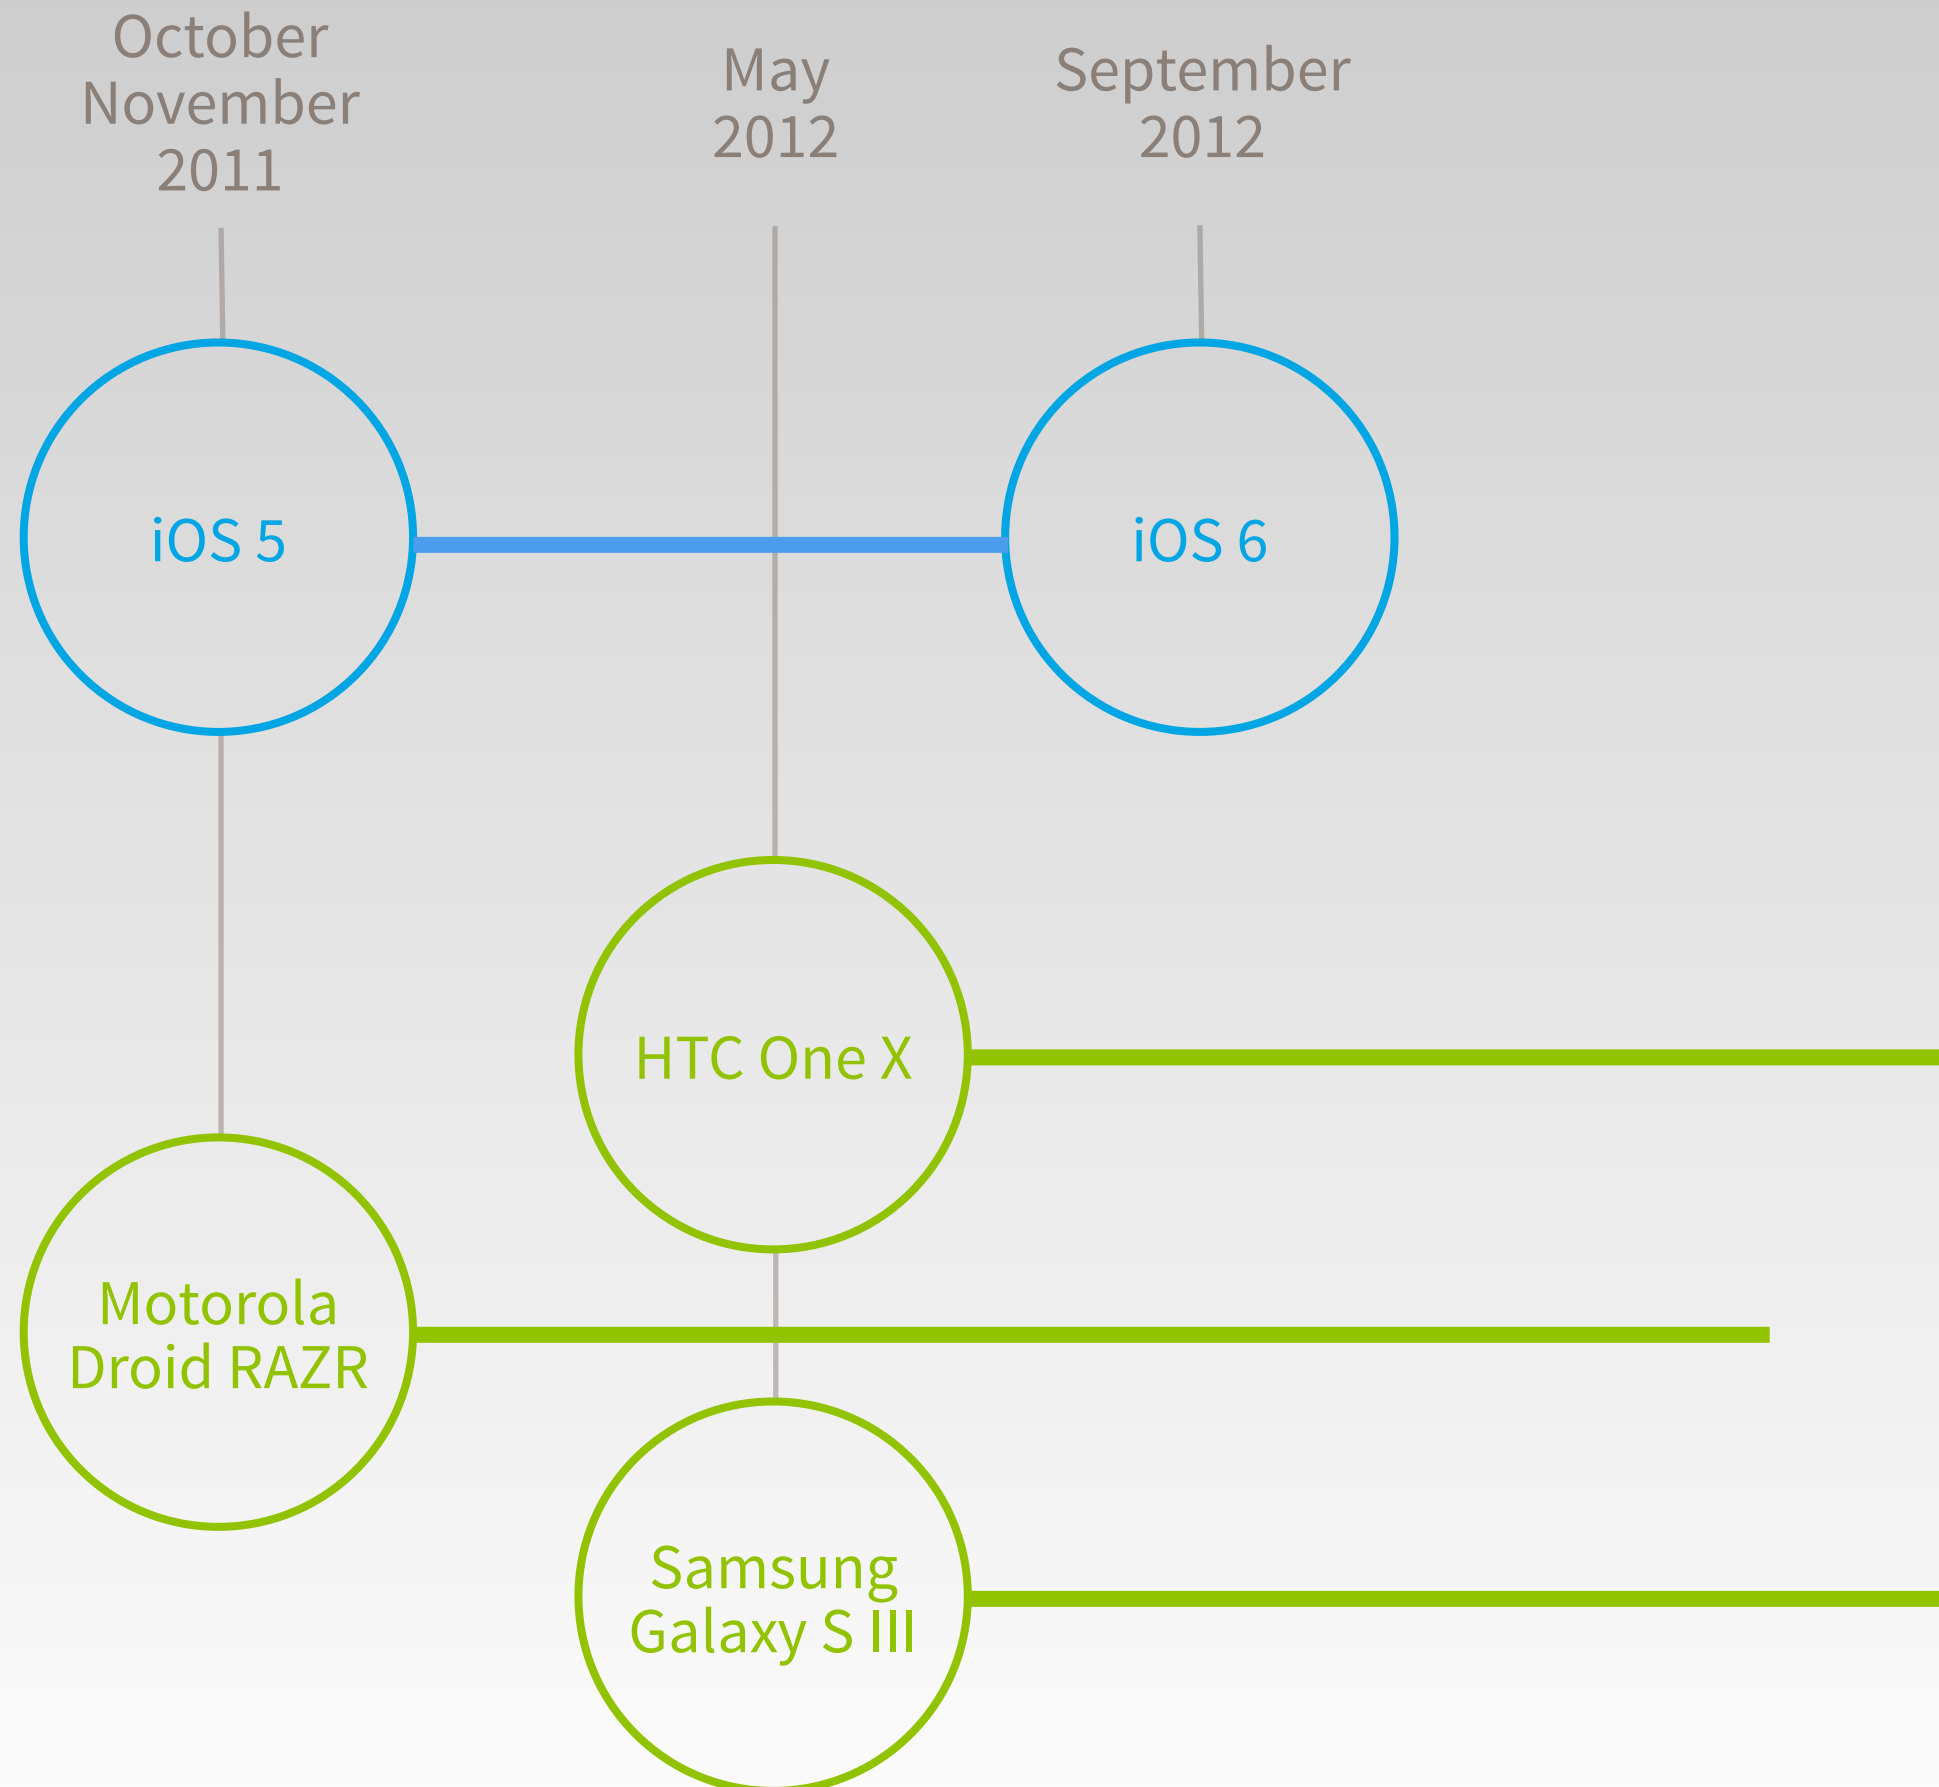 October
November
2011
May
2012
September
2012
iOS 5
iOS 6
HTC One X
Motorola
Droid RAZR
Samsung
Galaxy S III